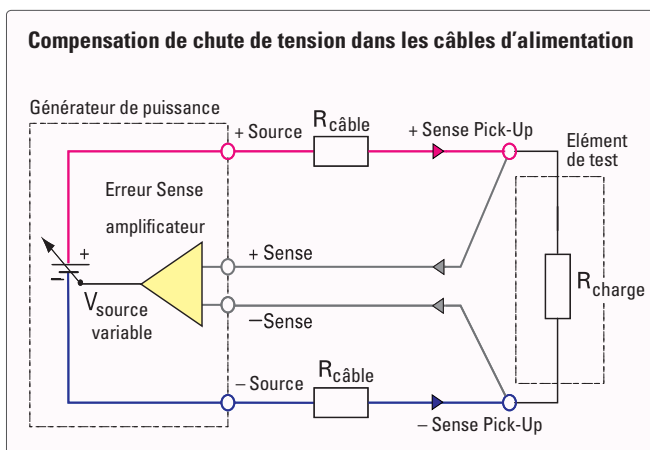 Compensation de chute de tension dans les câbles d'alimentation
Générateur de puissance
+ Source
Rcâble
+ Sense Pick-Up
Elément
de test
Erreur Sense
amplificateur
+
−
Vsource
variable
+ Sense
−Sense
Rcharge
− Source
Rcâble
− Sense Pick-Up